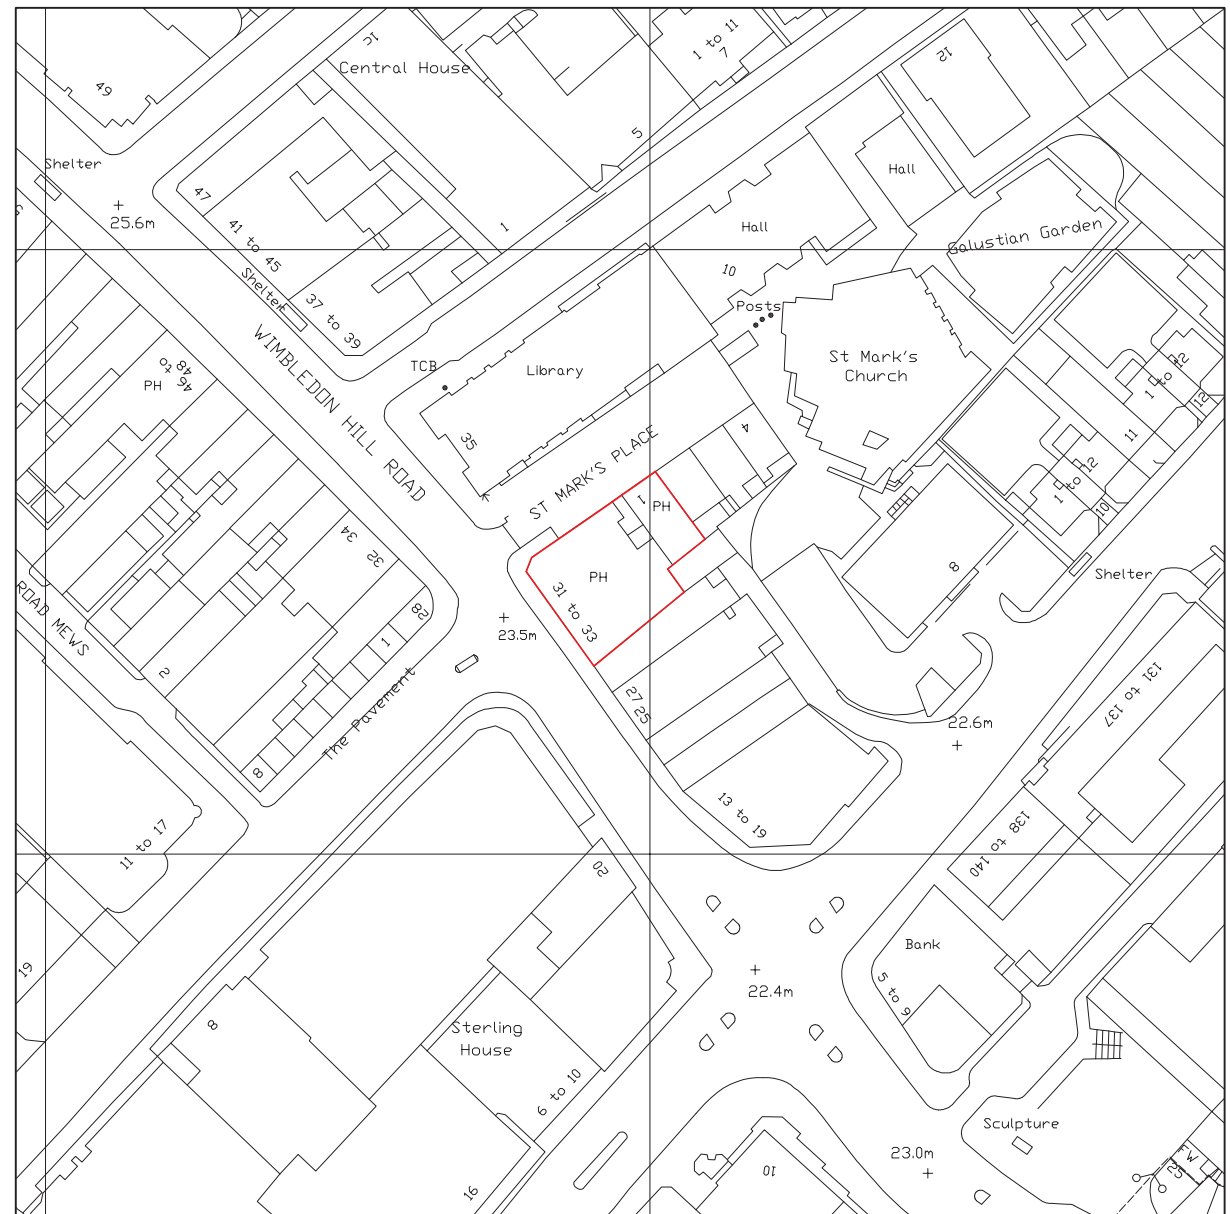 1c
Central House
1 to 11
7
12
49
5
Shelter
Hall
47
25.6m
41 to 45
1
Hall
Galustian Garden
10
Shelter
37 to 39
Posts
WIMBLEDON HILL ROAD
TCB
Library
St Mark's
Church
46 to 48
PH
1 to 12
12
35
4
11
ST MARK'S PLACE
1 to 12
1
PH
10
34
32
PH
8
Shelter
31 to 33
ROAD MEWS
28
23.5m
1
2
27
25
131 to 137
The Pavement
22.6m
8
13 to 19
11 to 17
138 to 140
20
Bank
19
5 to 9
22.4m
8
Sterling
House
6 to 10
Sculpture
23.0m
FW
10
16